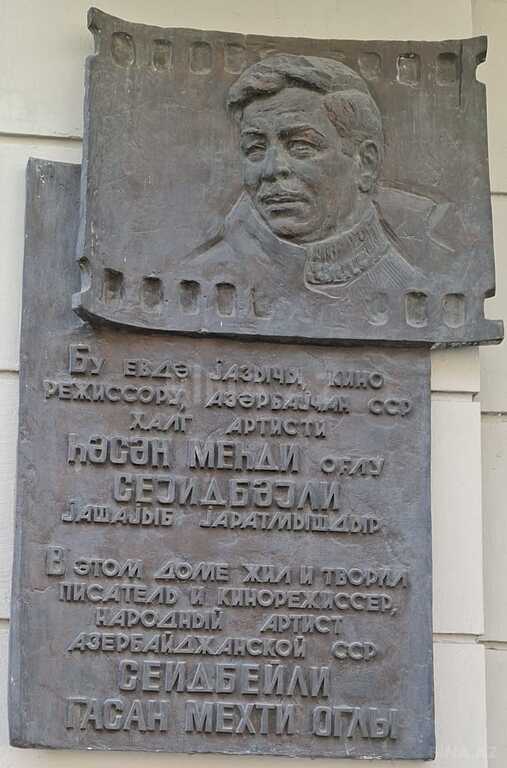 Бу евдә јазычы, кино
режиссору, Азәрбајҹан ССР
халг артисти
Һәсән Меһди оғлу
Сејидбәјли
јашајыб јаратмышдыр
В этом доме жил и творил
писатель и кинорежиссер,
народный артист
Азербайджанской ССР
Сеидбейли
Гасан Мехти оглы